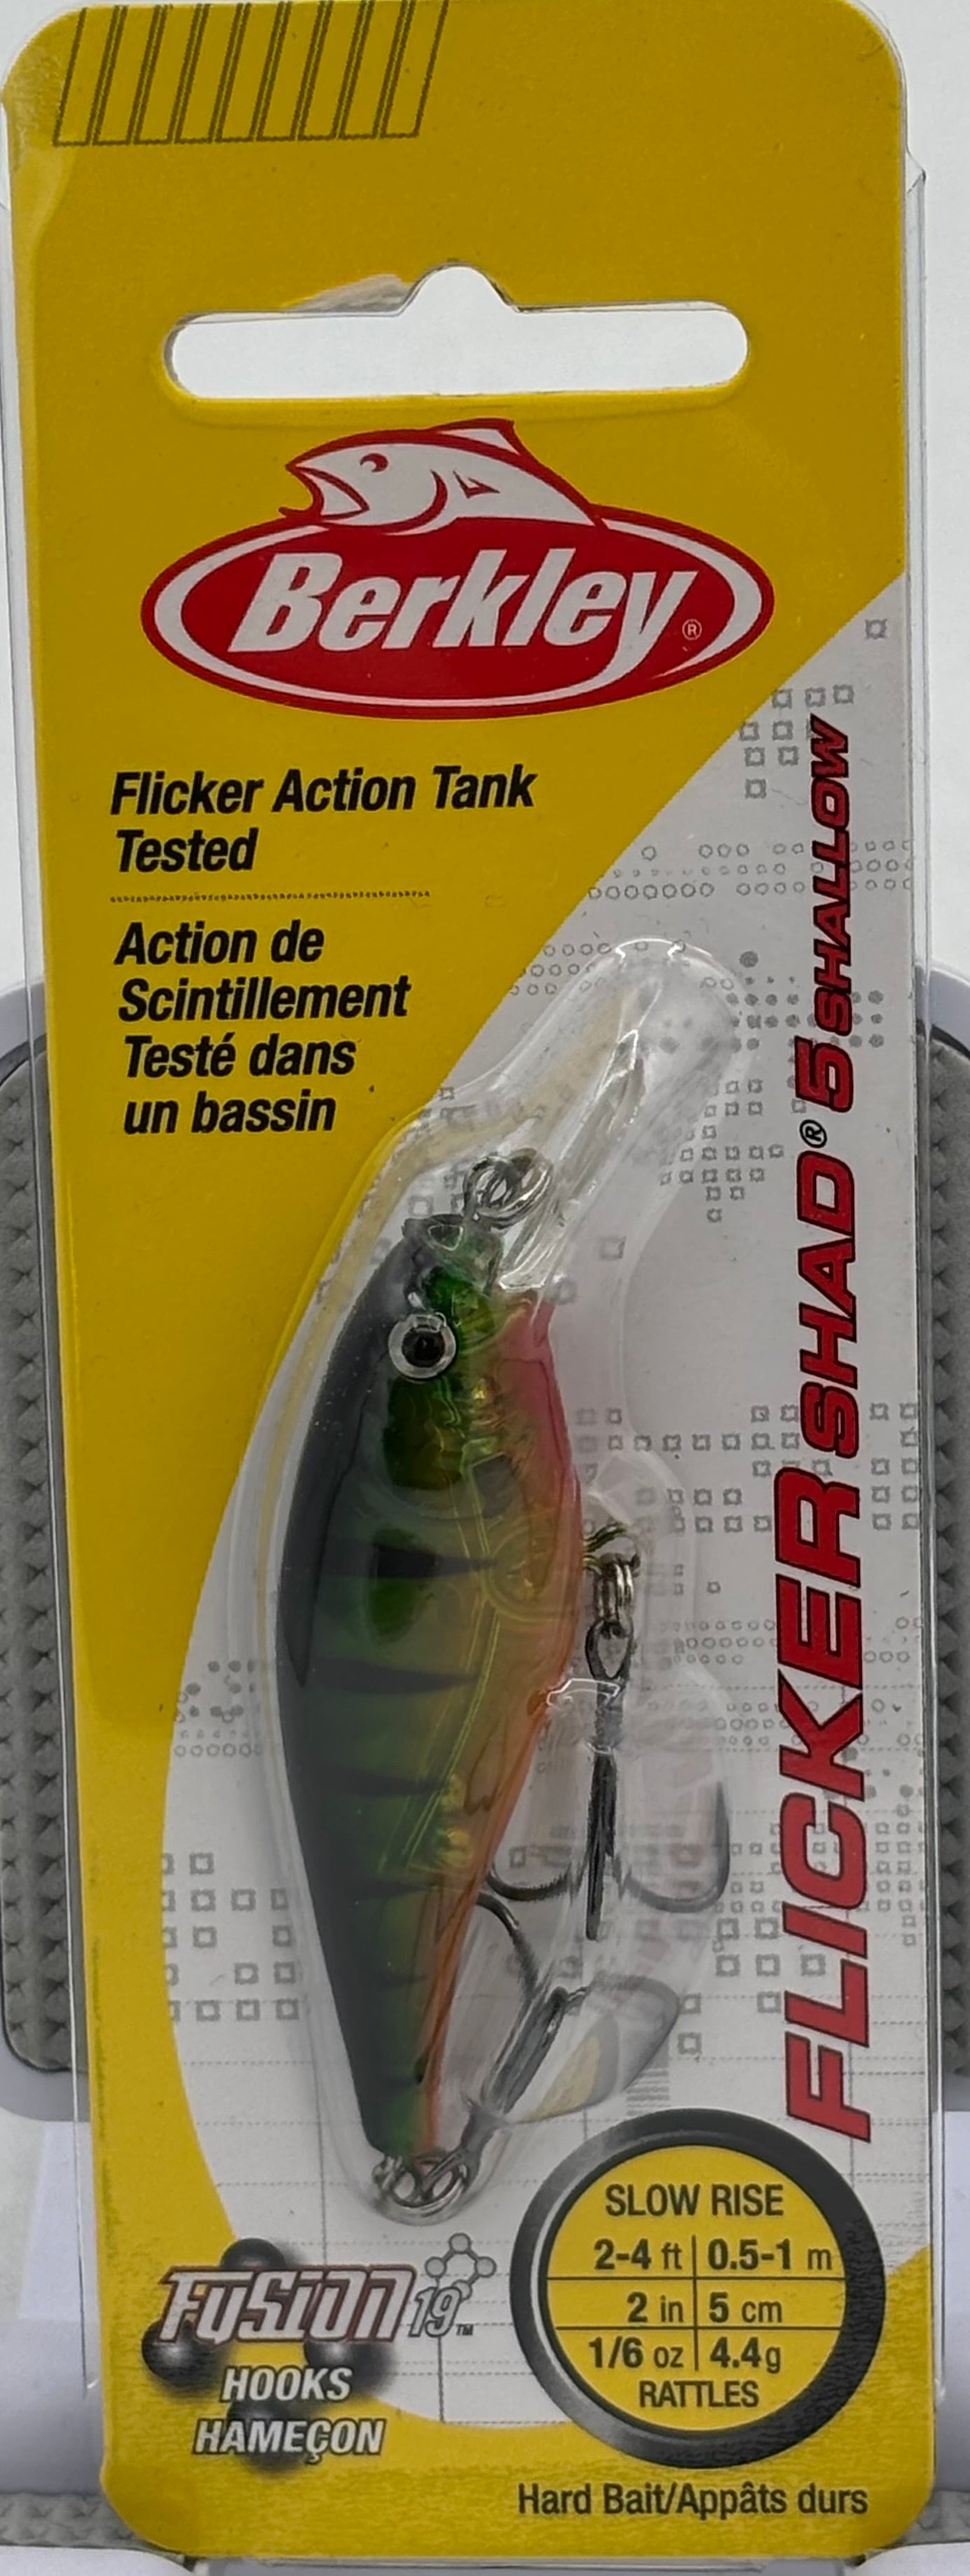 Berkley®
Flicker Action Tank
Tested
Action de
Scintillement
Testé dans
un bassin
FLICKER SHAD® 5 SHALLOW
SLOW RISE
2-4 ft 0.5-1 m
2 in 5 cm
1/6 oz 4.4g
RATTLES
Fusion19™
HOOKS
HAMEÇON
Hard Bait/Appâts durs